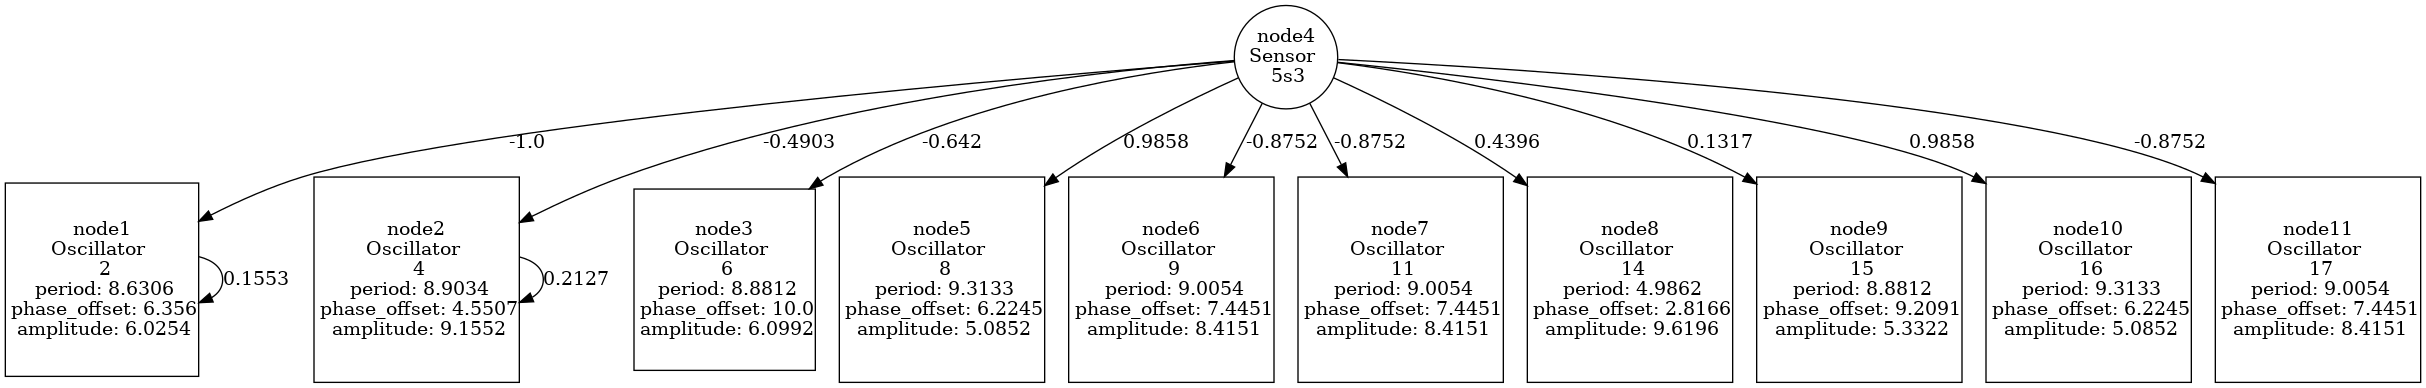 node4
Sensor
5s3
-1.0
-0.4903
-0.642
0.9858
-0.8752
-0.8752
0.4396
0.1317
0.9858
-0.8752
node1
Oscillator
2
period: 8.6306
phase_offset: 6.356
amplitude: 6.0254
0.1553
node2
Oscillator
4
period: 8.9034
phase_offset: 4.5507
amplitude: 9.1552
0.2127
node3
Oscillator
6
period: 8.8812
phase_offset: 10.0
amplitude: 6.0992
node5
Oscillator
8
period: 9.3133
phase_offset: 6.2245
amplitude: 5.0852
node6
Oscillator
9
period: 9.0054
phase_offset: 7.4451
amplitude: 8.4151
node7
Oscillator
11
period: 9.0054
phase_offset: 7.4451
amplitude: 8.4151
node8
Oscillator
14
period: 4.9862
phase_offset: 2.8166
amplitude: 9.6196
node9
Oscillator
15
period: 8.8812
phase_offset: 9.2091
amplitude: 5.3322
node10
Oscillator
16
period: 9.3133
phase_offset: 6.2245
amplitude: 5.0852
node11
Oscillator
17
period: 9.0054
phase_offset: 7.4451
amplitude: 8.4151